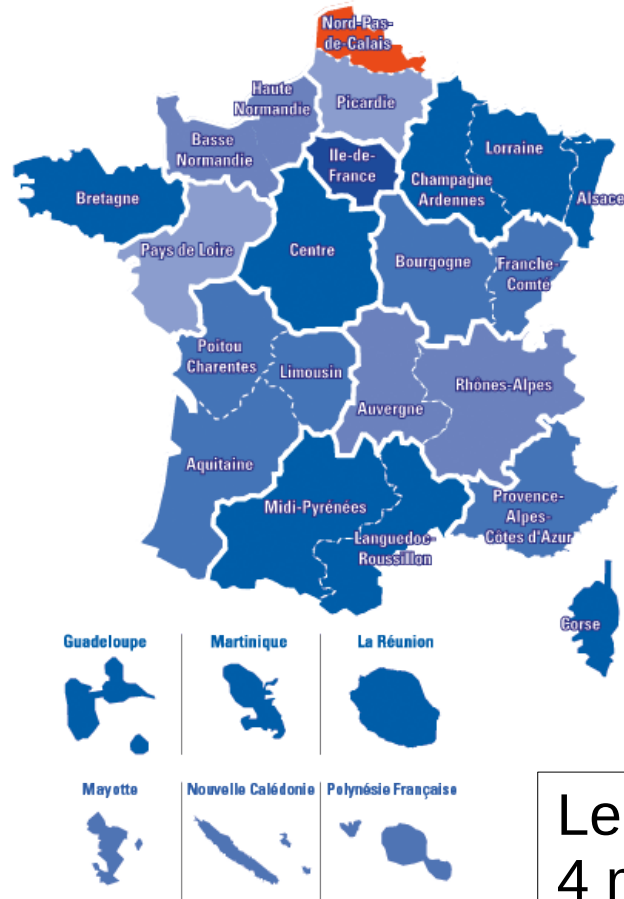 Nord-Pas-
de-Calais
Haute
Normandie
Picardie
Basse
Normandie
Ile-de-
France
Champagne
Ardennes
Lorraine
Alsace
Bretagne
Pays de Loire
Centre
Bourgogne
Franche-
Comté
Poitou
Charentes
Limousin
Auvergne
Rhônes-Alpes
Aquitaine
Midi-Pyrénées
Languedoc-
Roussillon
Provence-
Alpes-
Côtes d'Azur
Corse
Guadeloupe
Martinique
La Réunion
Mayotte
Nouvelle Calédonie
Polynésie Française
Le
4